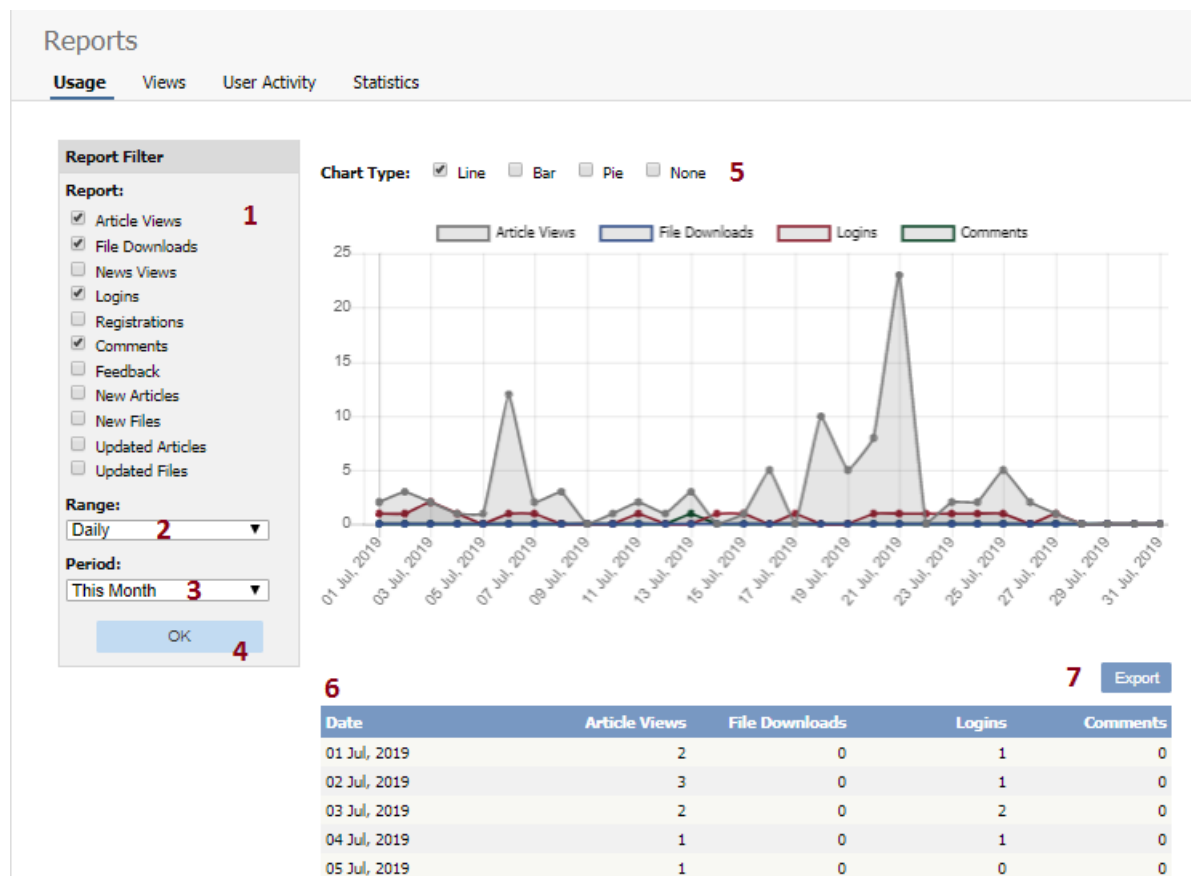 Reports
Usage Views User Activity Statistics
Report Filter
Report:
1
Article Views
File Downloads
News Views
Logins
Registrations
Comments
Feedback
New Articles
New Files
Updated Articles
Updated Files
Range:
Daily 2
Period:
This Month 3
OK
4
Chart Type: Line Bar Pie None 5
Article Views File Downloads Logins Comments
25
20
15
10
5
0
01 Jul, 2019 03 Jul, 2019 05 Jul, 2019 07 Jul, 2019 09 Jul, 2019 11 Jul, 2019 13 Jul, 2019 15 Jul, 2019 17 Jul, 2019 19 Jul, 2019 21 Jul, 2019 23 Jul, 2019 25 Jul, 2019 27 Jul, 2019 29 Jul, 2019 31 Jul, 2019
6
7 Export
Date Article Views File Downloads Logins Comments
01 Jul, 2019 2 0 1 0
02 Jul, 2019 3 0 1 0
03 Jul, 2019 2 0 2 0
04 Jul, 2019 1 0 1 0
05 Jul, 2019 1 0 0 0